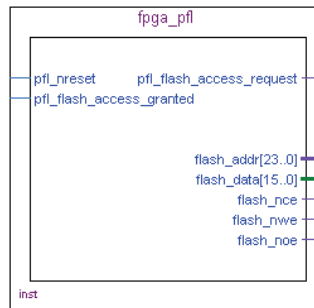 fpga_pfl
pfl_nreset pfl_flash_access_request
pfl_flash_access_granted
flash_addr[23..0]
flash_data[15..0]
flash_nce
flash_nwe
flash_noe
inst